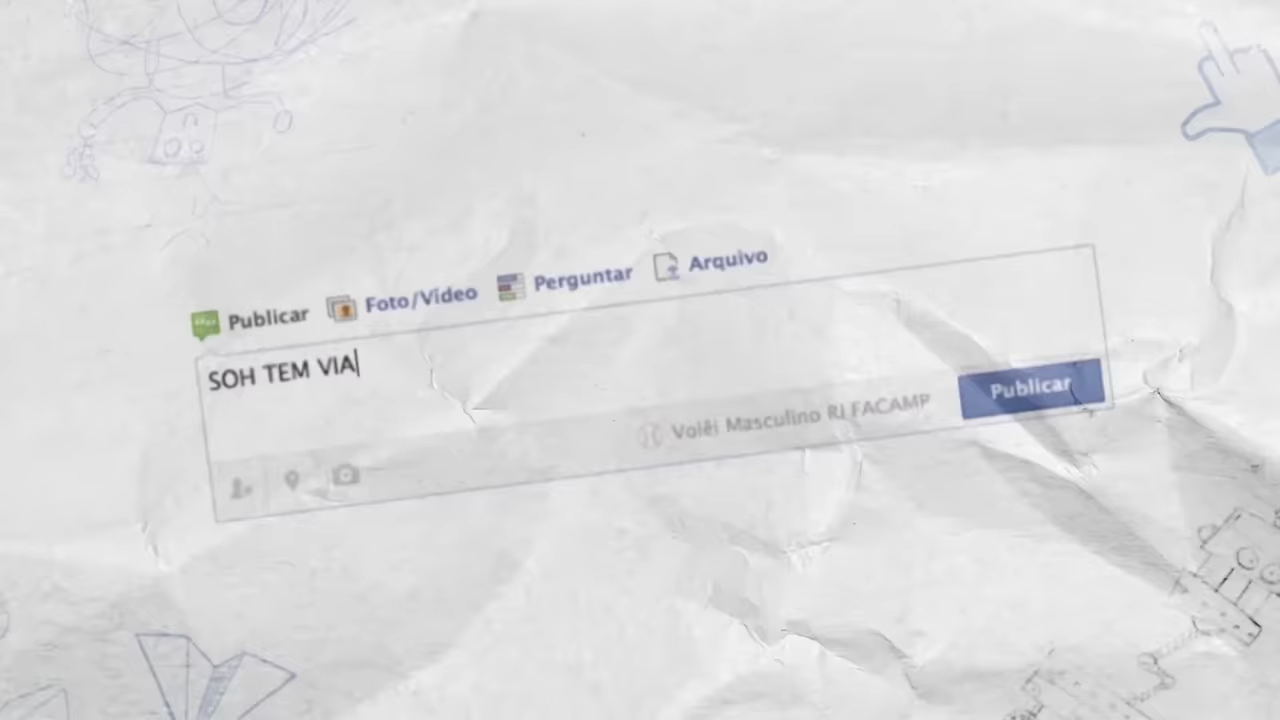 Publicar Foto/Vídeo Perguntar Arquivo
SOH TEM VIA
Volêi Masculino RI FACAMP
Publicar